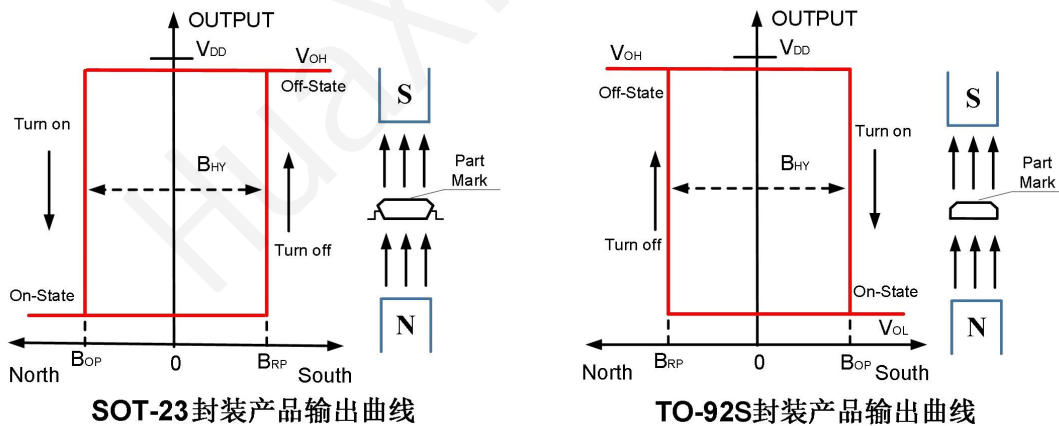 OUTPUT
VDD
VOH
Off-State
Turn on
BHY
Turn off
On-State
BOP
0
BRP
North
South
S
Part
Mark
N
SOT-23封装产品输出曲线
OUTPUT
VDD
VOH
Off-State
Turn on
BHY
Turn off
On-State
VOL
BRP
0
BOP
North
South
S
Part
Mark
N
TO-92S封装产品输出曲线